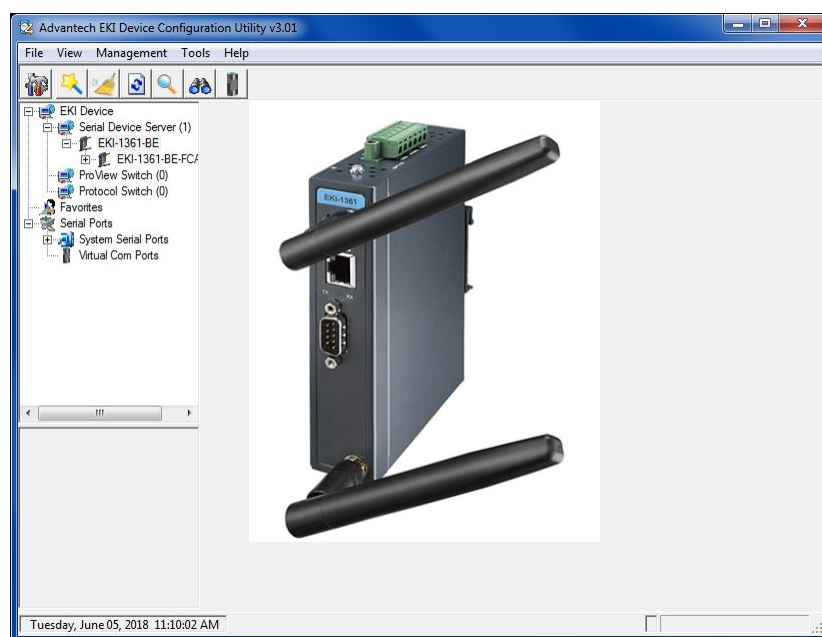 Advantech EKI Device Configuration Utility v3.01
File View Management Tools Help
EKI Device
Serial Device Server (1)
EKI-1361-BE
EKI-1361-BE-FCA
ProView Switch (0)
Protocol Switch (0)
Favorites
Serial Ports
System Serial Ports
Virtual Com Ports
EKI-1361
Tuesday, June 05, 2018 11:10:02 AM